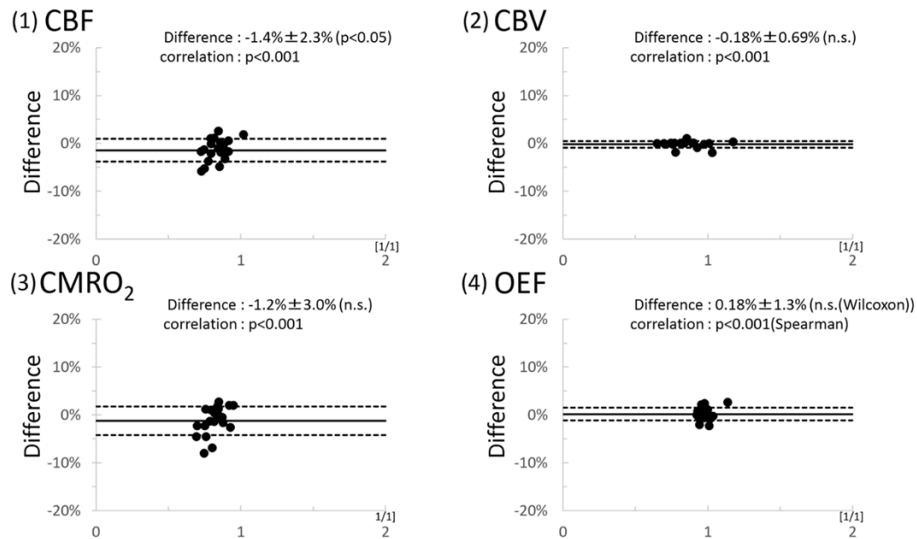 (1) CBF
Difference : -1.4%±2.3% (p<0.05)
correlation : p<0.001
20%
10%
0%
-10%
-20%
Difference
0
1
2
[1/1]
(2) CBV
Difference : -0.18%±0.69% (n.s.)
correlation : p<0.001
20%
10%
0%
-10%
-20%
Difference
0
1
2
[1/1]
(3) CMRO2
Difference : -1.2%±3.0% (n.s.)
correlation : p<0.001
20%
10%
0%
-10%
-20%
Difference
0
1
2
1/1]
(4) OEF
Difference : 0.18%±1.3% (n.s.(Wilcoxon))
correlation : p<0.001(Spearman)
20%
10%
0%
-10%
-20%
Difference
0
1
2
[1/1]